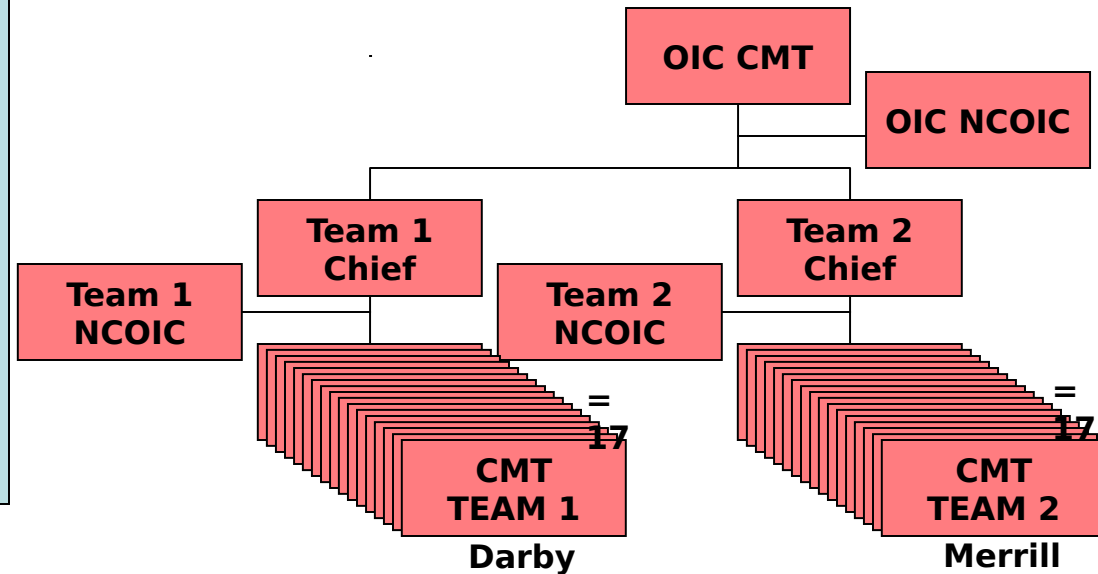 OIC CMT
OIC NCOIC
Team 1
Chief
Team 2
Chief
Team 1
NCOIC
Team 2
NCOIC
=
17
=
17
CMT
TEAM 1
CMT
TEAM 2
Darby
Merrill